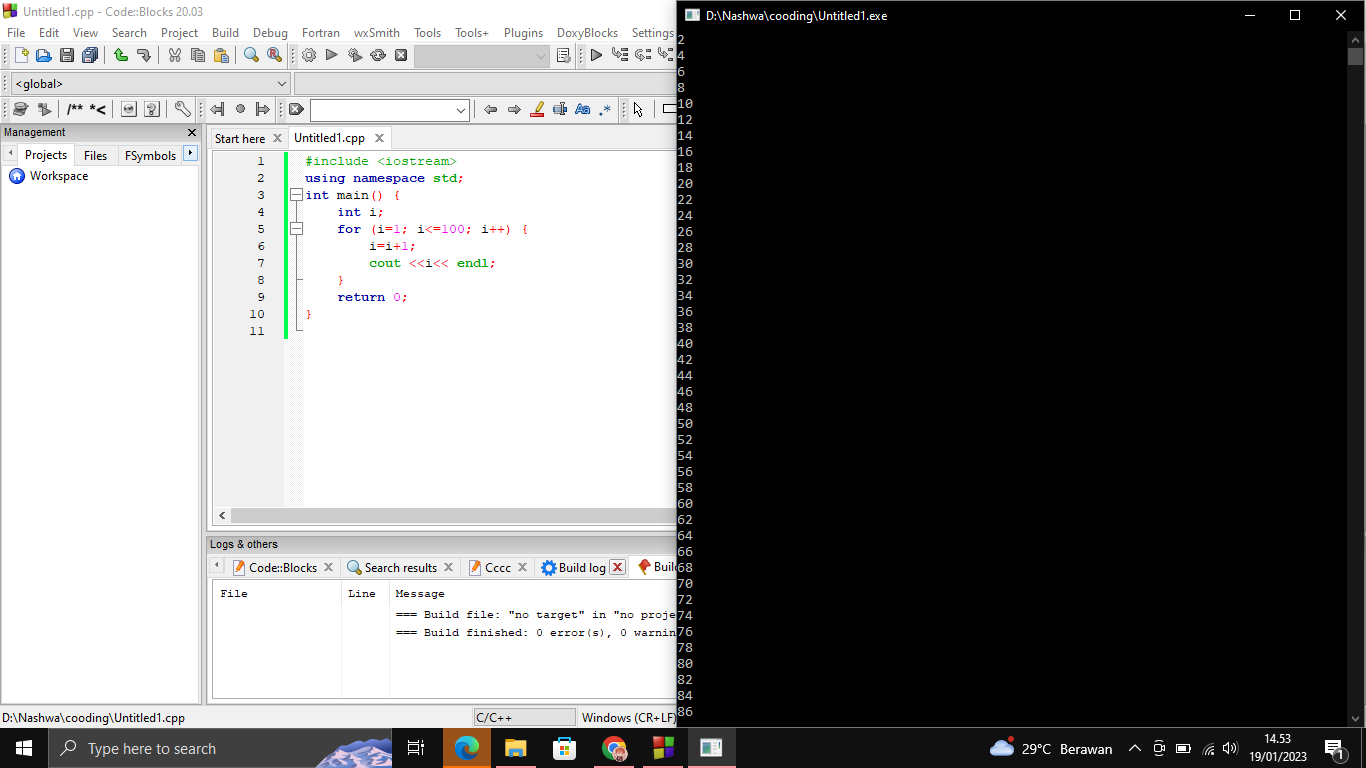 Untitled1.cpp - Code::Blocks 20.03
File Edit View Search Project Build Debug Fortran wxSmith Tools Tools+ Plugins DoxyBlocks Settings
<global>
/** *<
Aa .*
Management
Projects Files FSymbols
Workspace
Start here Untitled1.cpp
1 #include <iostream>
2 using namespace std;
3 int main() {
4 int i;
5 for (i=1; i<=100; i++) {
6 i=i+1;
7 cout <<i<< endl;
8 }
9 return 0;
10 }
11
Logs & others
Code::Blocks Search results Cccc Build log Buil
File Line Message
=== Build file: "no target" in "no proje
=== Build finished: 0 error(s), 0 warnin
D:\Nashwa\cooding\Untitled1.cpp C/C++ Windows (CR+LF)
D:\Nashwa\cooding\Untitled1.exe
2
4
6
8
10
12
14
16
18
20
22
24
26
28
30
32
34
36
38
40
42
44
46
48
50
52
54
56
58
60
62
64
66
68
70
72
74
76
78
80
82
84
86
Type here to search
29°C Berawan
14.53
19/01/2023
1